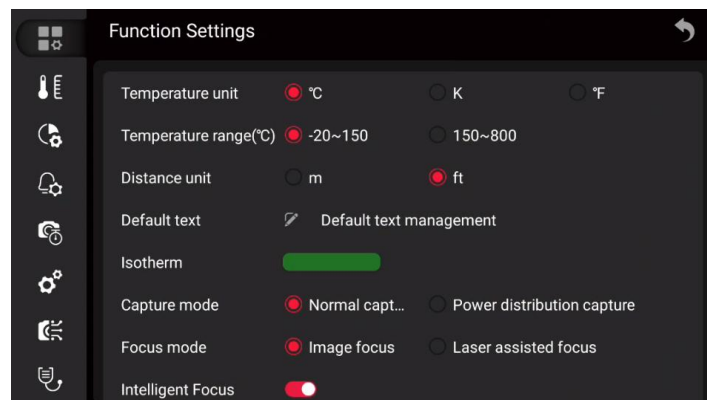 Function Settings
Temperature unit ℃ K ℉
Temperature range(℃) -20~150 150~800
Distance unit m ft
Default text Default text management
Isotherm
Capture mode Normal capt... Power distribution capture
Focus mode Image focus Laser assisted focus
Intelligent Focus